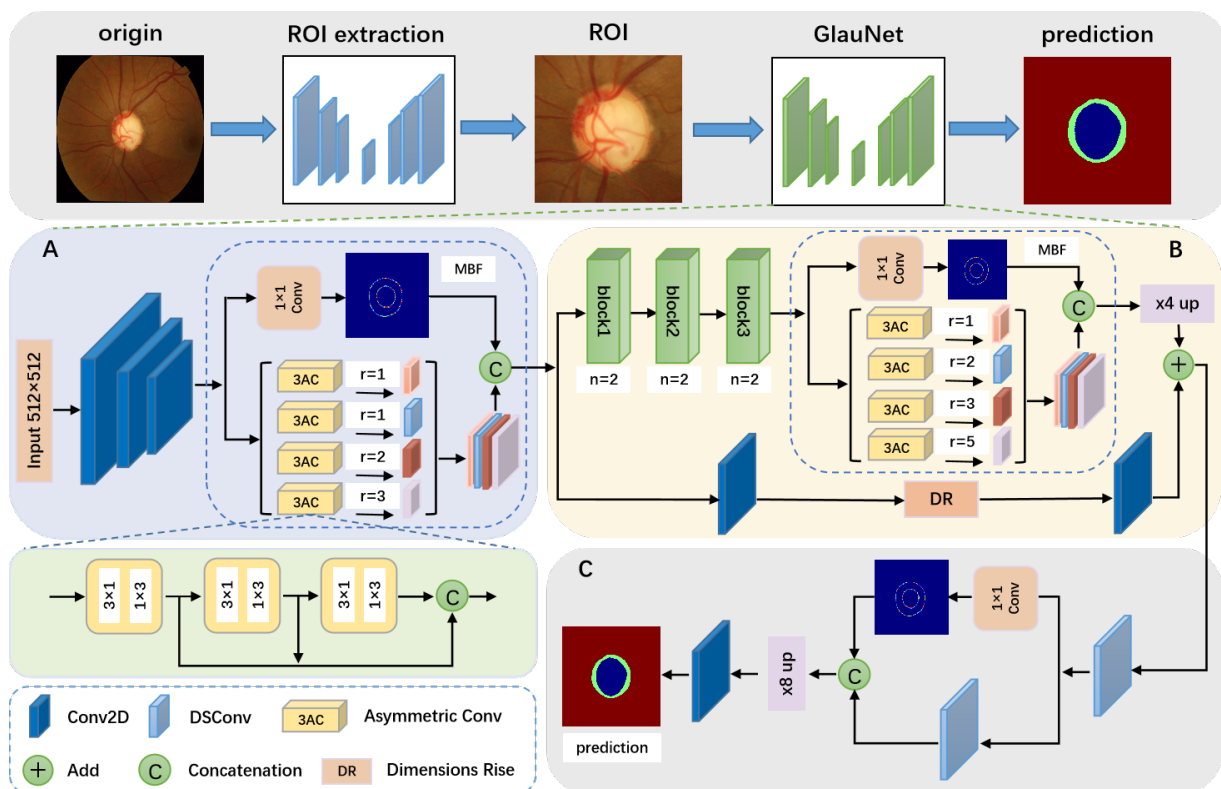 origin
ROI extraction
ROI
GlauNet
prediction
A
Input 512×512
1×1
Conv
MBF
3AC
r=1
3AC
r=1
3AC
r=2
3AC
r=3
C
B
block1
block2
block3
n=2
n=2
n=2
1×1
Conv
MBF
3AC
r=1
3AC
r=2
3AC
r=3
3AC
r=5
C
x4 up
+
DR
3×1
1×3
3×1
1×3
3×1
1×3
C
C
1×1
Conv
C
x8 up
prediction
Conv2D
DSConv
3AC
Asymmetric Conv
+
Add
C
Concatenation
DR
Dimensions Rise